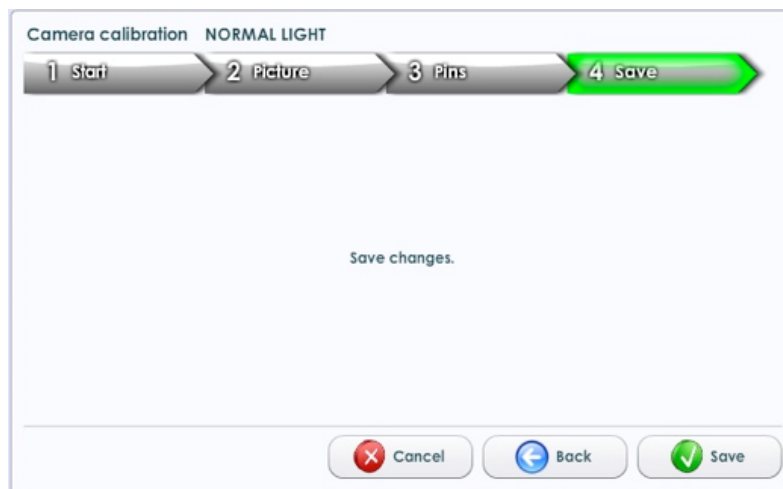 Camera calibration NORMAL LIGHT
1 Start 2 Picture 3 Pins 4 Save
Save changes.
Cancel Back Save